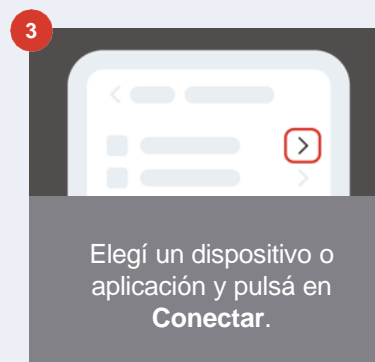 3
Elegí un dispositivo o
aplicación y pulsá en
Conectar.